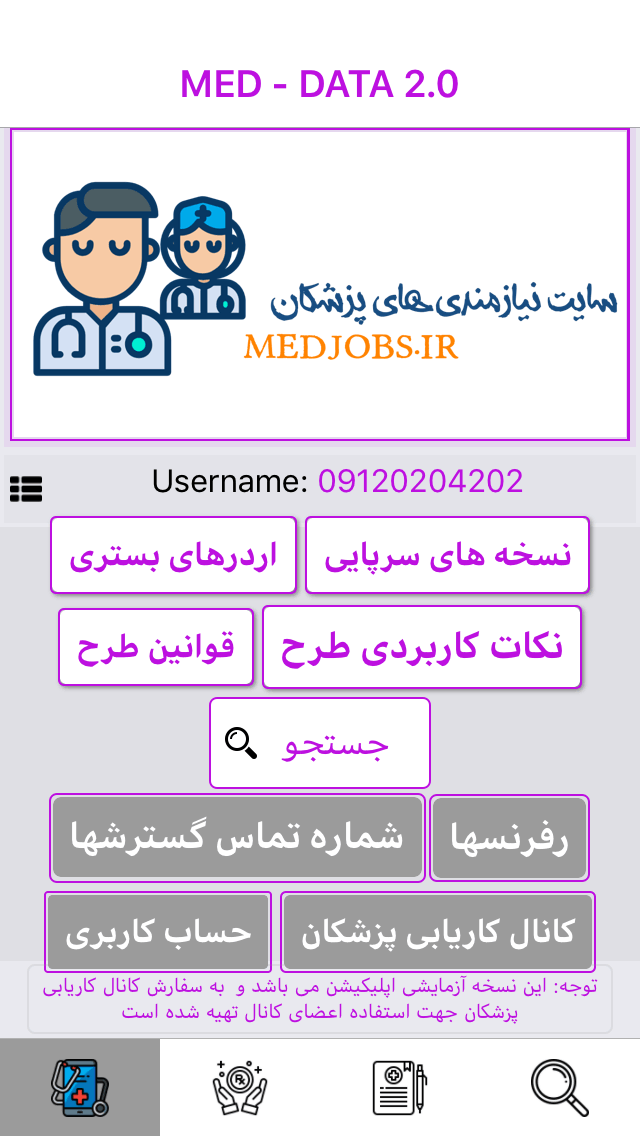 MED - DATA 2.0
سایت نیازمندی های پزشکان
MEDJOBS.IR
Username: 09120204202
نسخه های سرپایی اردرهای بستری
نکات کاربردی طرح قوانین طرح
جستجو
رفرنسها شماره تماس گسترشها
کانال کاریابی پزشکان حساب کاربری
توجه: این نسخه آزمایشی اپلیکیشن می باشد و به سفارش کانال کاریابی
پزشکان جهت استفاده اعضای کانال تهیه شده است